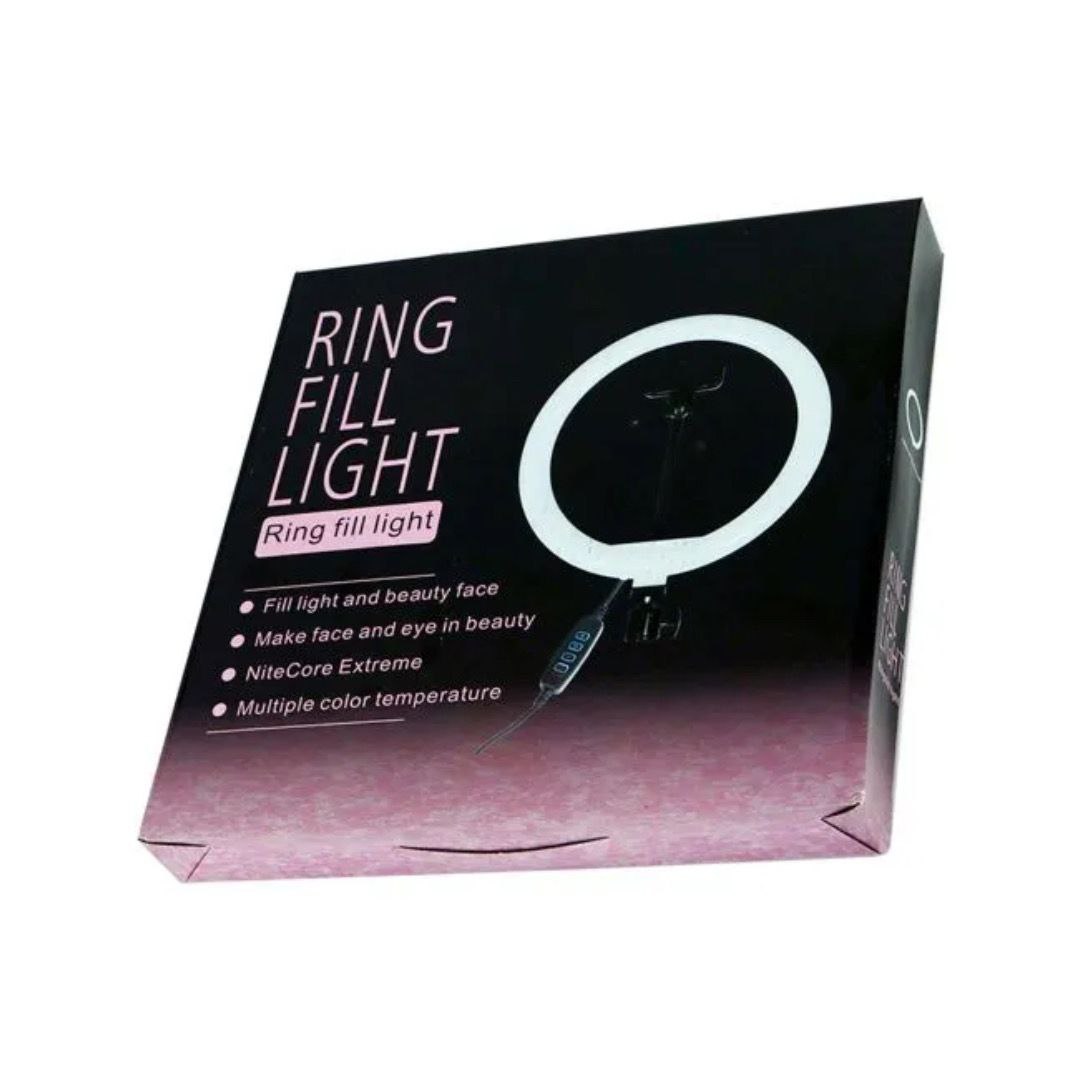 RING
FILL
LIGHT
Ring fill light
Fill light and beauty face
Make face and eye in beauty
NiteCore Extreme
Multiple color temperature
RING
FILL
LIGHT